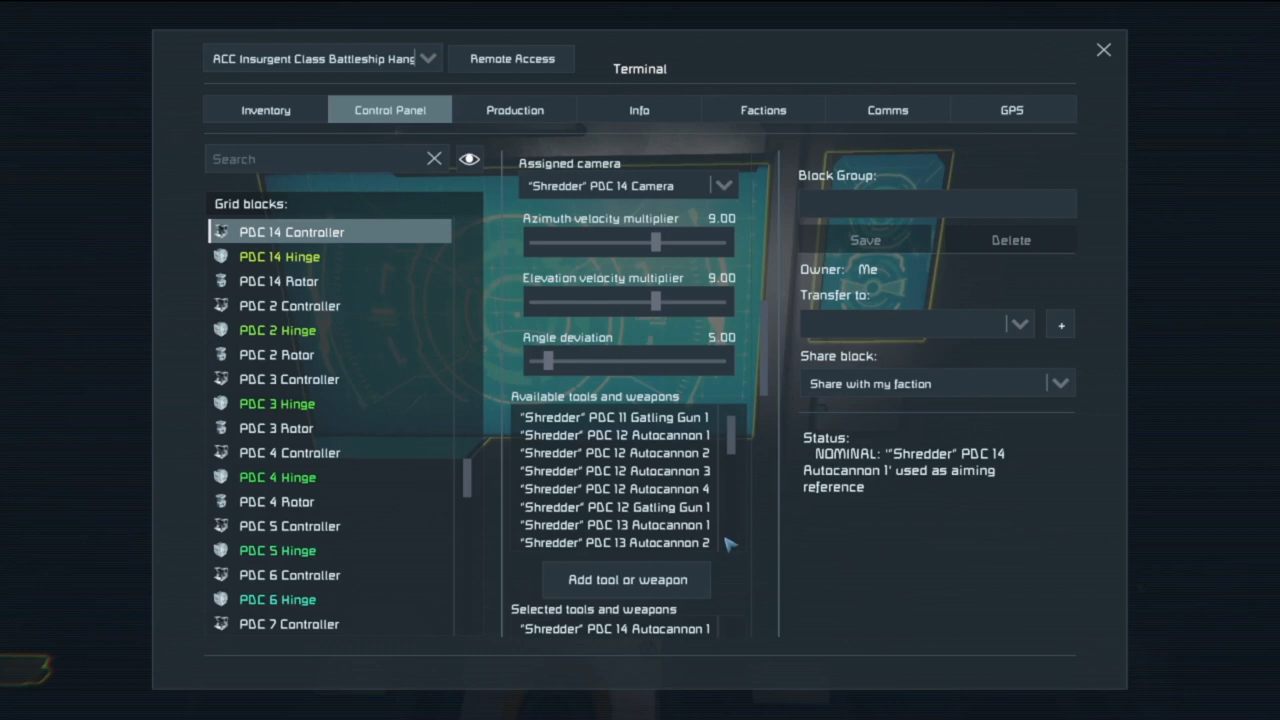 ACC Insurgent Class Battleship Hang
Remote Access
Terminal
Inventory
Control Panel
Production
Info
Factions
Comms
GPS
Search
Grid blocks:
PDC 14 Controller
PDC 14 Hinge
PDC 14 Rotor
PDC 2 Controller
PDC 2 Hinge
PDC 2 Rotor
PDC 3 Controller
PDC 3 Hinge
PDC 3 Rotor
PDC 4 Controller
PDC 4 Hinge
PDC 4 Rotor
PDC 5 Controller
PDC 5 Hinge
PDC 6 Controller
PDC 6 Hinge
PDC 7 Controller
Assigned camera
"Shredder" PDC 14 Camera
Azimuth velocity multiplier 9.00
Elevation velocity multiplier 9.00
Angle deviation 5.00
Available tools and weapons
"Shredder" PDC 11 Gatling Gun 1
"Shredder" PDC 12 Autocannon 1
"Shredder" PDC 12 Autocannon 2
"Shredder" PDC 12 Autocannon 3
"Shredder" PDC 12 Autocannon 4
"Shredder" PDC 12 Gatling Gun 1
"Shredder" PDC 13 Autocannon 1
"Shredder" PDC 13 Autocannon 2
Add tool or weapon
Selected tools and weapons
"Shredder" PDC 14 Autocannon 1
Block Group:
Save
Delete
Owner: Me
Transfer to:
+
Share block:
Share with my faction
Status:
NOMINAL: '"Shredder" PDC 14
Autocannon 1' used as aiming
reference